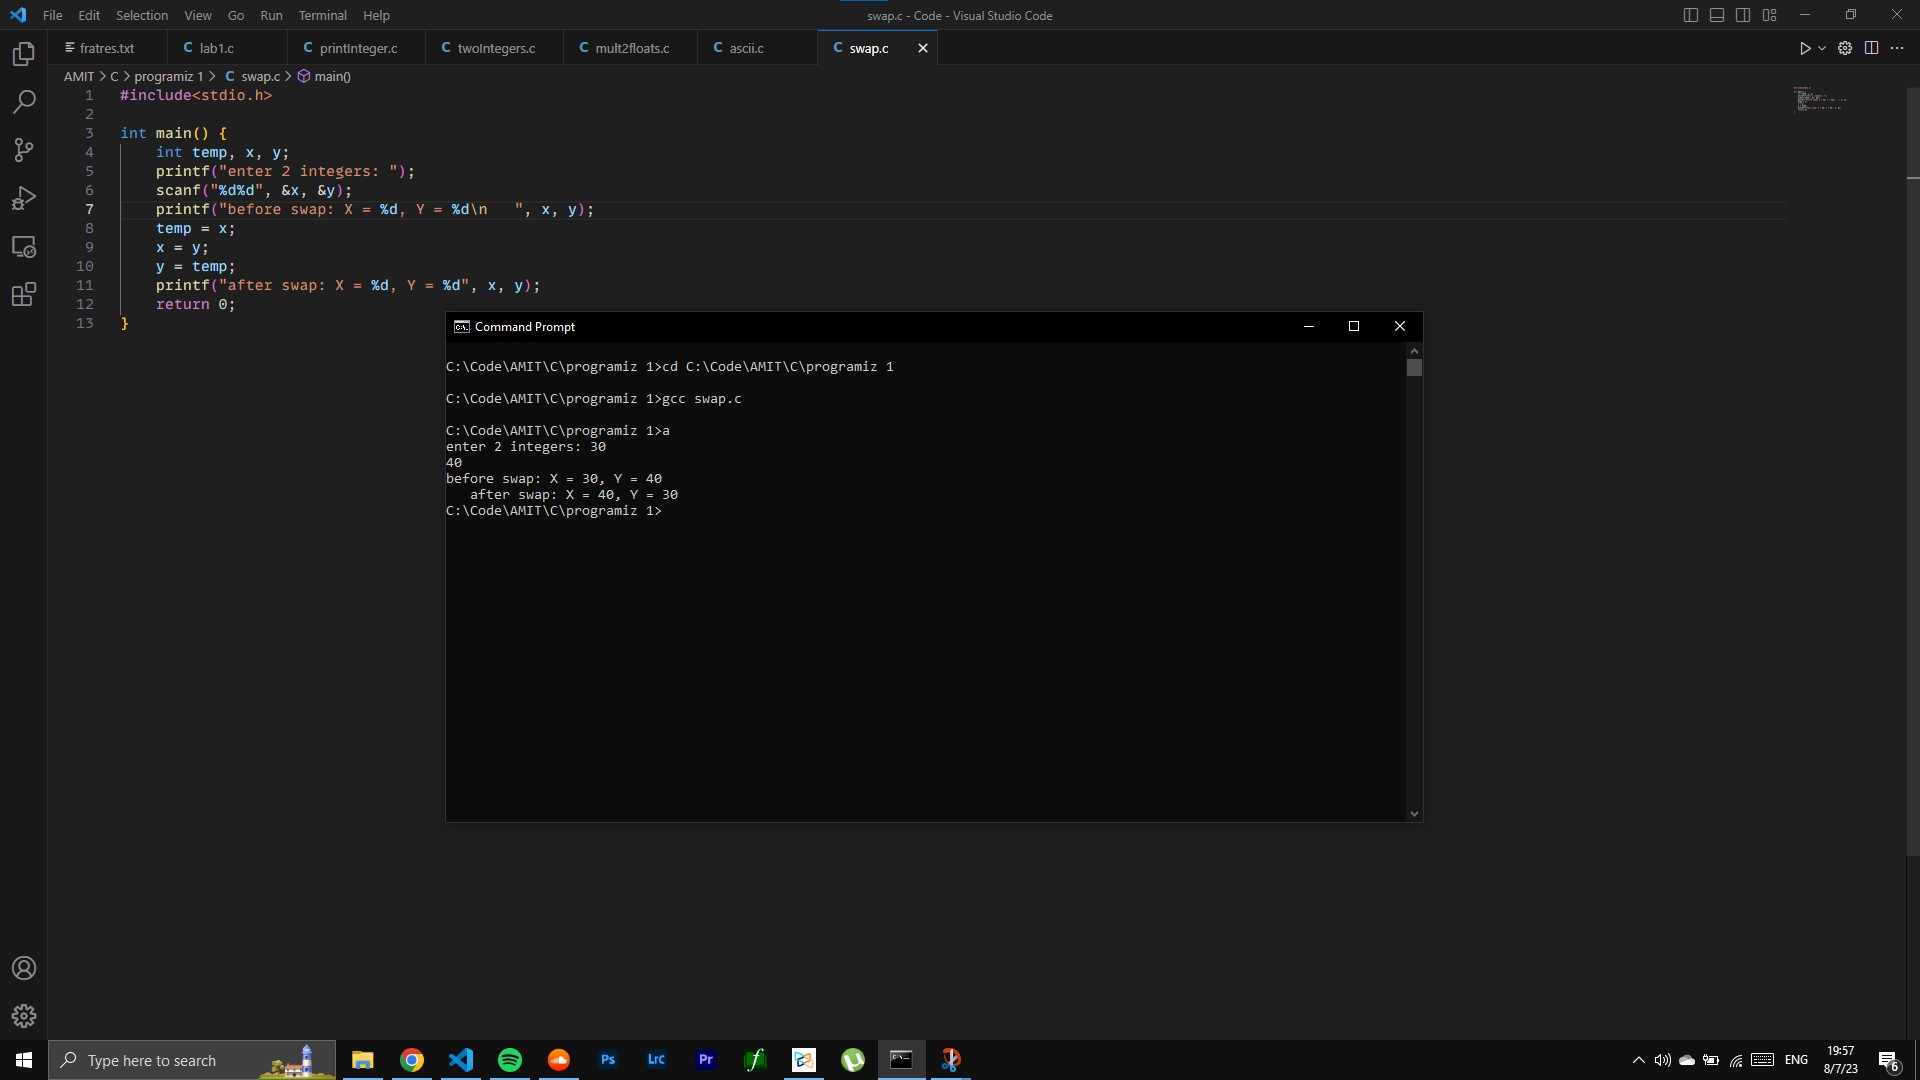 File Edit Selection View Go Run Terminal Help swap.c - Code - Visual Studio Code
fratres.txt C lab1.c C printInteger.c C twoIntegers.c C mult2floats.c C ascii.c C swap.c
AMIT > C > programiz 1 > C swap.c > main()
1 #include<stdio.h>
2
3 int main() {
4     int temp, x, y;
5     printf("enter 2 integers: ");
6     scanf("%d%d", &x, &y);
7     printf("before swap: X = %d, Y = %d\n   ", x, y);
8     temp = x;
9     x = y;
10     y = temp;
11     printf("after swap: X = %d, Y = %d", x, y);
12     return 0;
13 }
Command Prompt
C:\Code\AMIT\C\programiz 1>cd C:\Code\AMIT\C\programiz 1
C:\Code\AMIT\C\programiz 1>gcc swap.c
C:\Code\AMIT\C\programiz 1>a
enter 2 integers: 30
40
before swap: X = 30, Y = 40
   after swap: X = 40, Y = 30
C:\Code\AMIT\C\programiz 1>
Type here to search Ps LrC Pr ENG 19:57
8/7/23 6